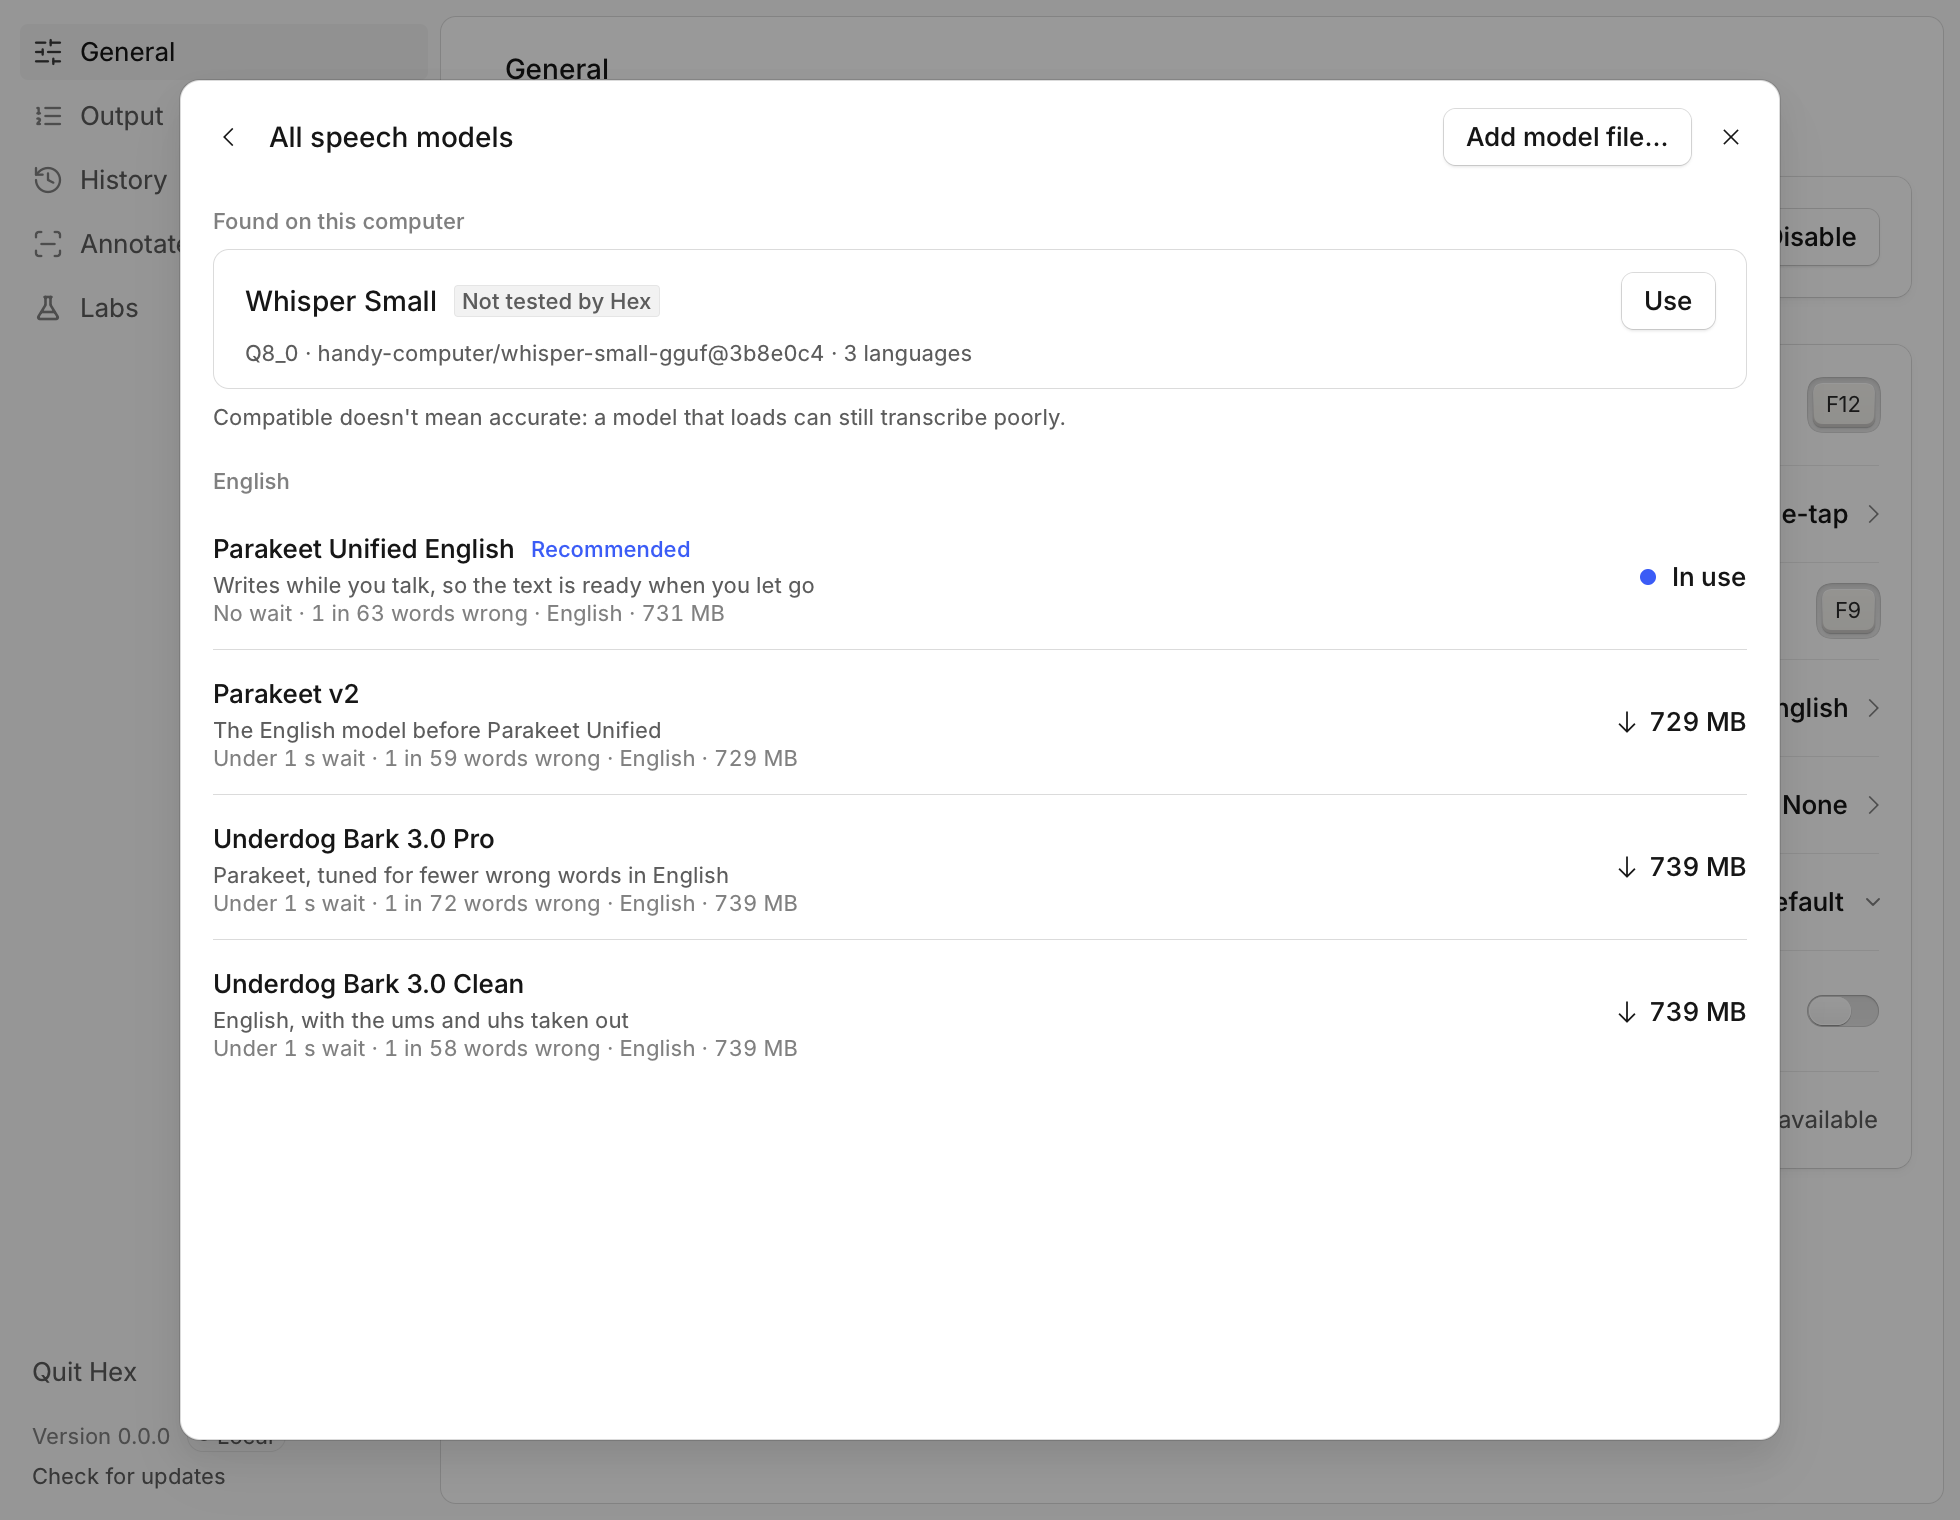 General
Output
History
Annotate
Labs
General
All speech models
Add model file...
Found on this computer
Whisper Small
Not tested by Hex
Use
Q8_0 · handy-computer/whisper-small-gguf@3b8e0c4 · 3 languages
Compatible doesn't mean accurate: a model that loads can still transcribe poorly.
English
Parakeet Unified English
Recommended
Writes while you talk, so the text is ready when you let go
No wait · 1 in 63 words wrong · English · 731 MB
In use
Parakeet v2
The English model before Parakeet Unified
Under 1 s wait · 1 in 59 words wrong · English · 729 MB
↓ 729 MB
Underdog Bark 3.0 Pro
Parakeet, tuned for fewer wrong words in English
Under 1 s wait · 1 in 72 words wrong · English · 739 MB
↓ 739 MB
Underdog Bark 3.0 Clean
English, with the ums and uhs taken out
Under 1 s wait · 1 in 58 words wrong · English · 739 MB
↓ 739 MB
isable
F12
e-tap
F9
nglish
None
efault
available
Quit Hex
Version 0.0.0
Check for updates